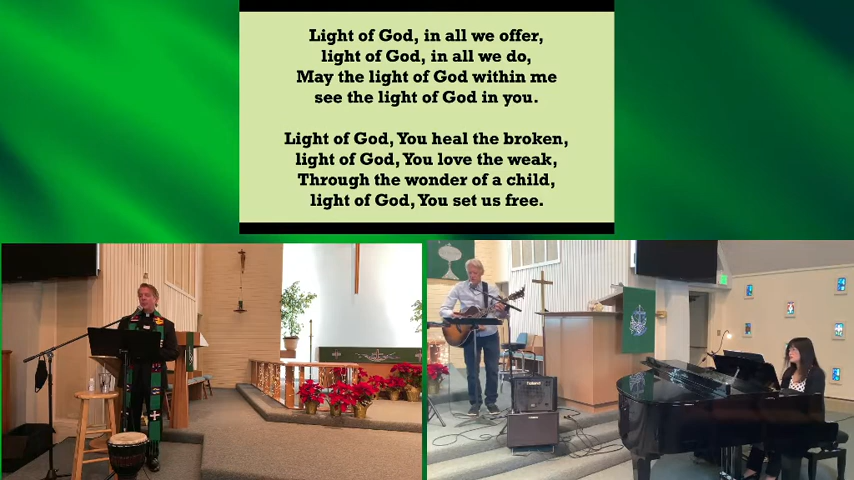 Light of God, in all we offer,
light of God, in all we do,
May the light of God within me
see the light of God in you.
Light of God, You heal the broken,
light of God, You love the weak,
Through the wonder of a child,
light of God, You set us free.
Roland